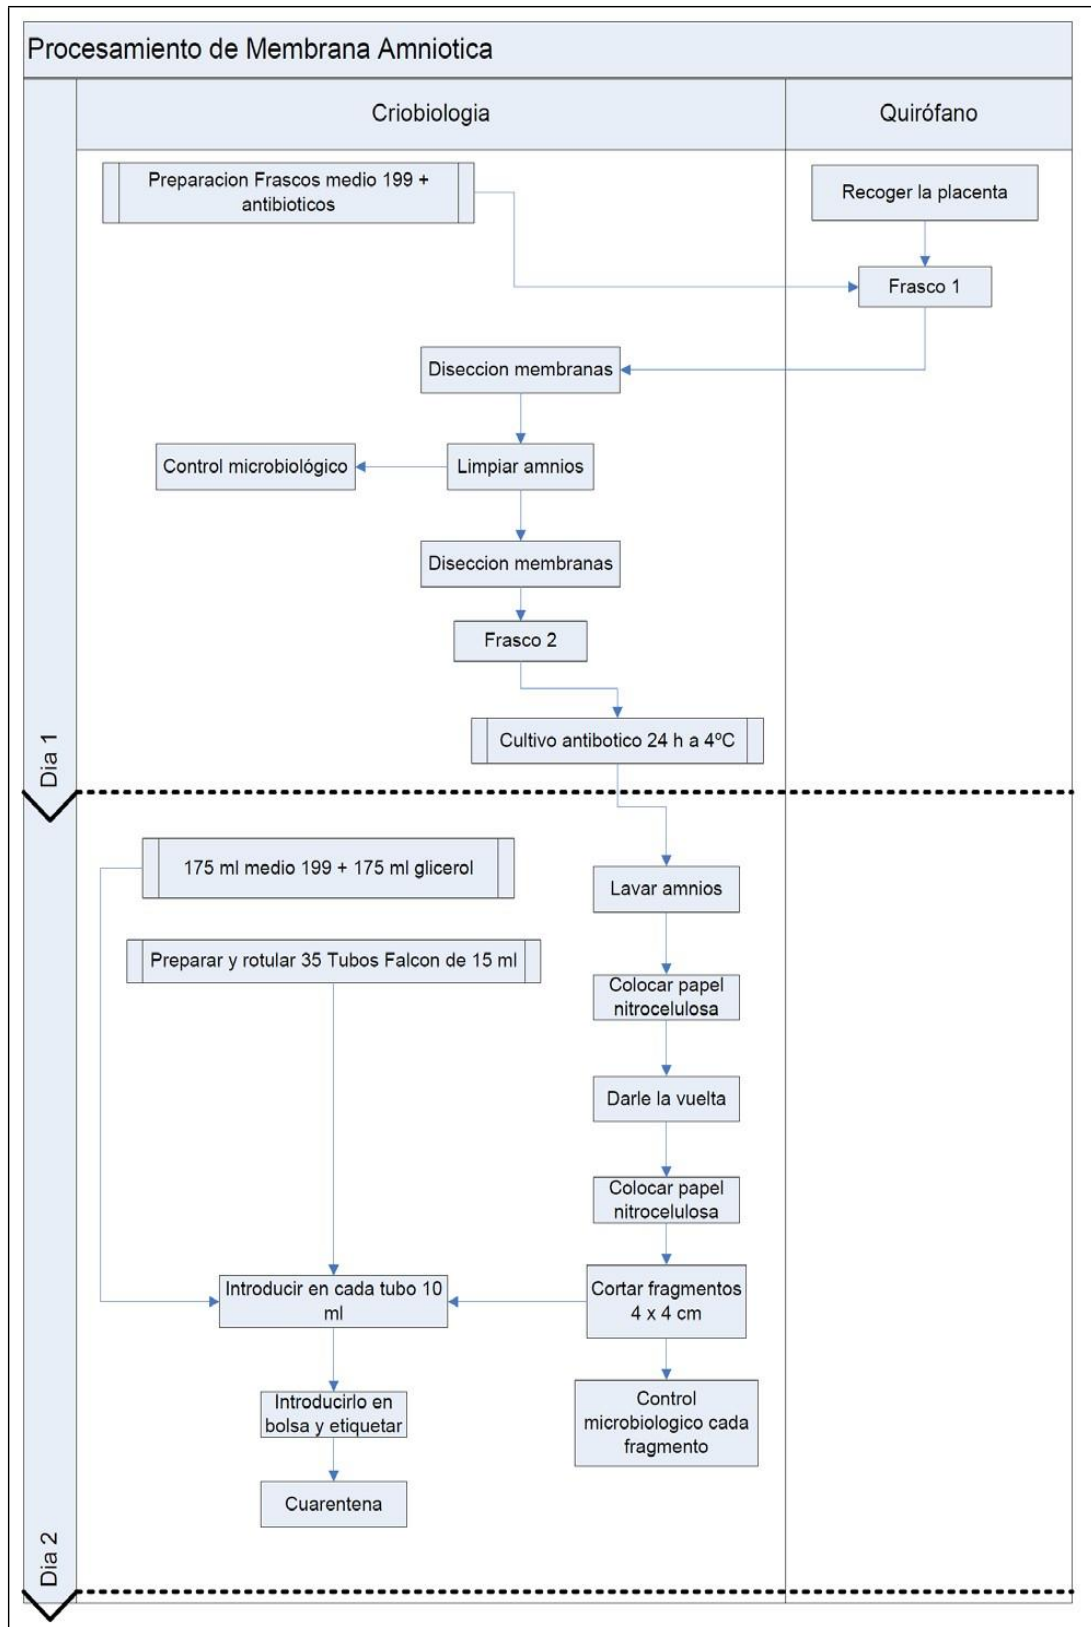 Procesamiento de Membrana Amniotica
Criobiologia
Quirófano
Preparacion Frascos medio 199 +
antibioticos
Recoger la placenta
Frasco 1
Diseccion membranas
Control microbiológico
Limpiar amnios
Diseccion membranas
Frasco 2
Cultivo antibotico 24 h a 4ºC
Dia 1
175 ml medio 199 + 175 ml glicerol
Lavar amnios
Preparar y rotular 35 Tubos Falcon de 15 ml
Colocar papel
nitrocelulosa
Darle la vuelta
Colocar papel
nitrocelulosa
Introducir en cada tubo 10
ml
Cortar fragmentos
4 x 4 cm
Introducirlo en
bolsa y etiquetar
Control
microbiologico cada
fragmento
Cuarentena
Dia 2